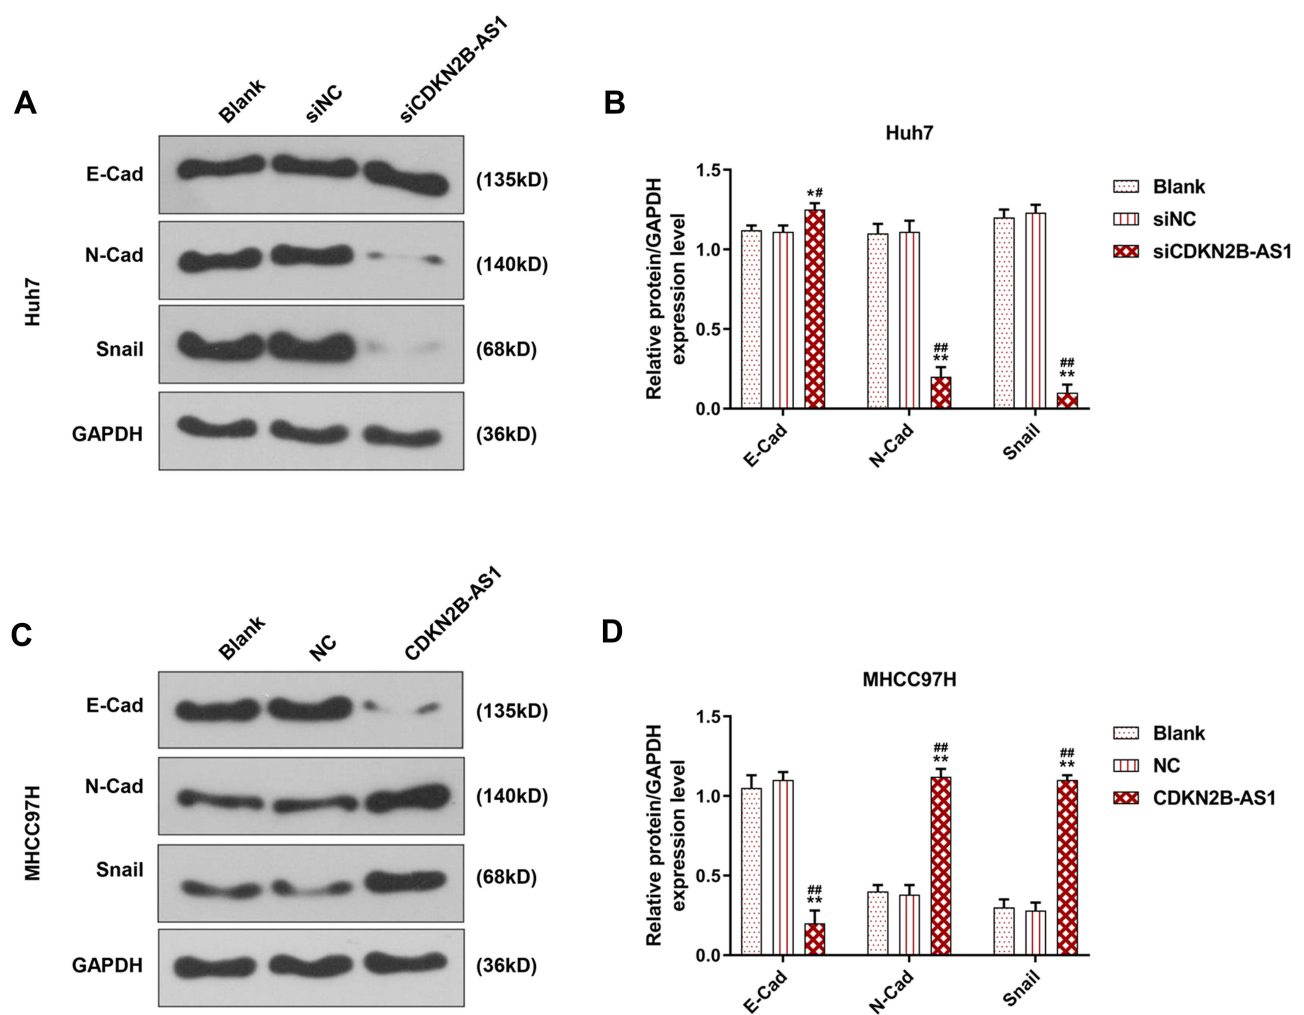 A
Blank
siNC
siCDKN2B-AS1
Huh7
E-Cad
(135kD)
N-Cad
(140kD)
Snail
(68kD)
GAPDH
(36kD)
B
Huh7
Relative protein/GAPDH
expression level
1.5
1.0
0.5
0.0
*#
##
**
##
**
E-Cad
N-Cad
Snail
Blank
siNC
siCDKN2B-AS1
C
Blank
NC
CDKN2B-AS1
MHCC97H
E-Cad
(135kD)
N-Cad
(140kD)
Snail
(68kD)
GAPDH
(36kD)
D
MHCC97H
Relative protein/GAPDH
expression level
1.5
1.0
0.5
0.0
##
**
##
**
##
**
E-Cad
N-Cad
Snail
Blank
NC
CDKN2B-AS1